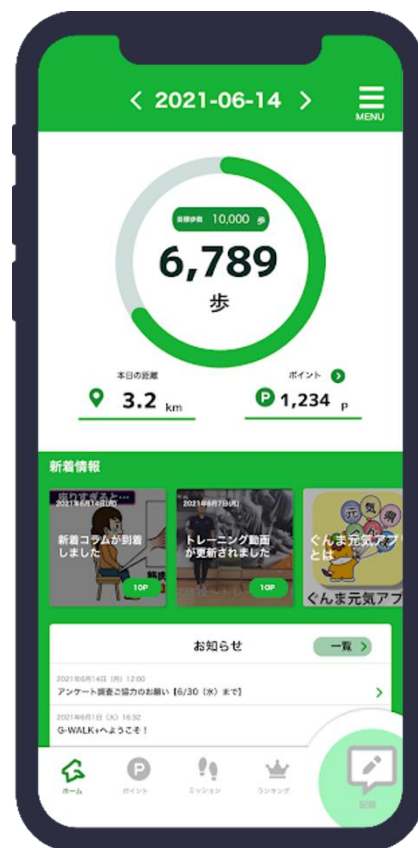 2021-06-14
MENU
目標歩数 10,000 歩
6,789
歩
本日の距離
3.2 km
ポイント
P 1,234 P
新着情報
2021年6月14日(月)
新着コラムが到着
しました
10P
2021年6月7日(月)
トレーニング動画
が更新されました
10P
元気県
ぐんま元気アプ
とは
ぐんま元気アプ
お知らせ
一覧
2021年6月14日 (月) 12:00
アンケート調査ご協力のお願い【6/30（水）まで】
2021年6月1日 (火) 16:32
G-WALK+へようこそ！
ホーム
P
ポイント
ミッション
ランキング
記録